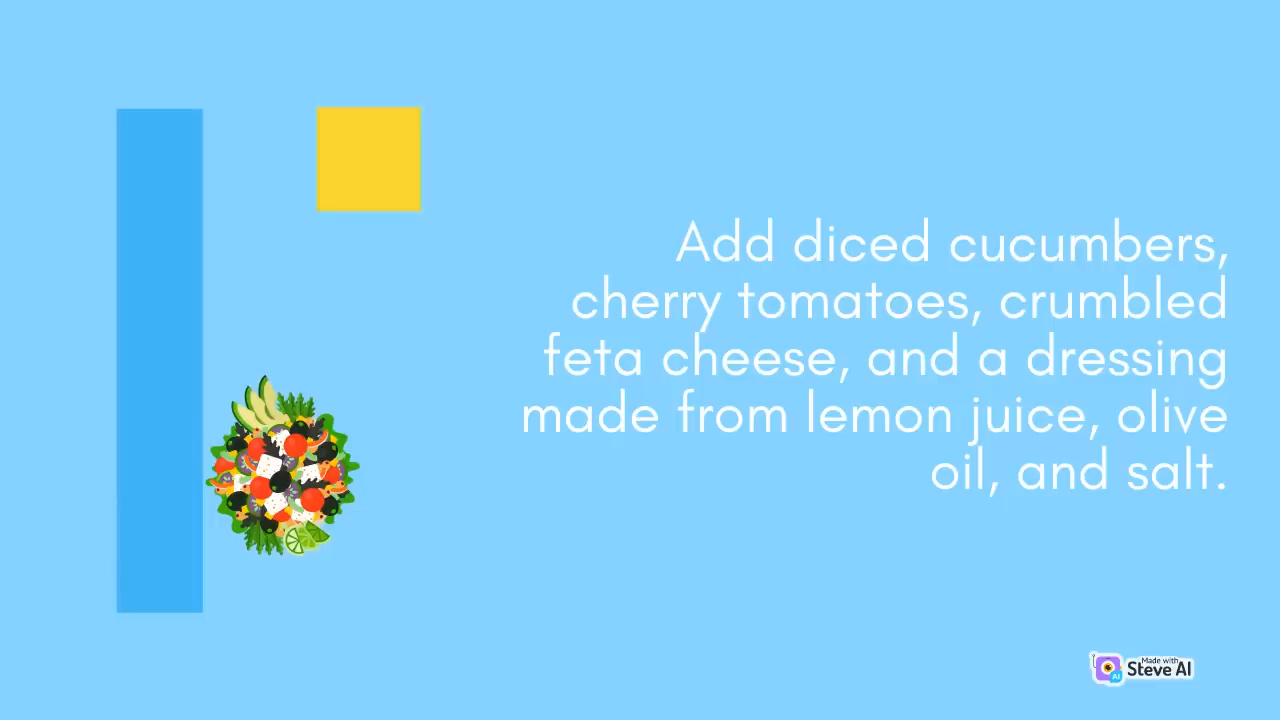 Add diced cucumbers,
cherry tomatoes, crumbled
feta cheese, and a dressing
made from lemon juice, olive
oil, and salt.
Made with
Steve AI
AI